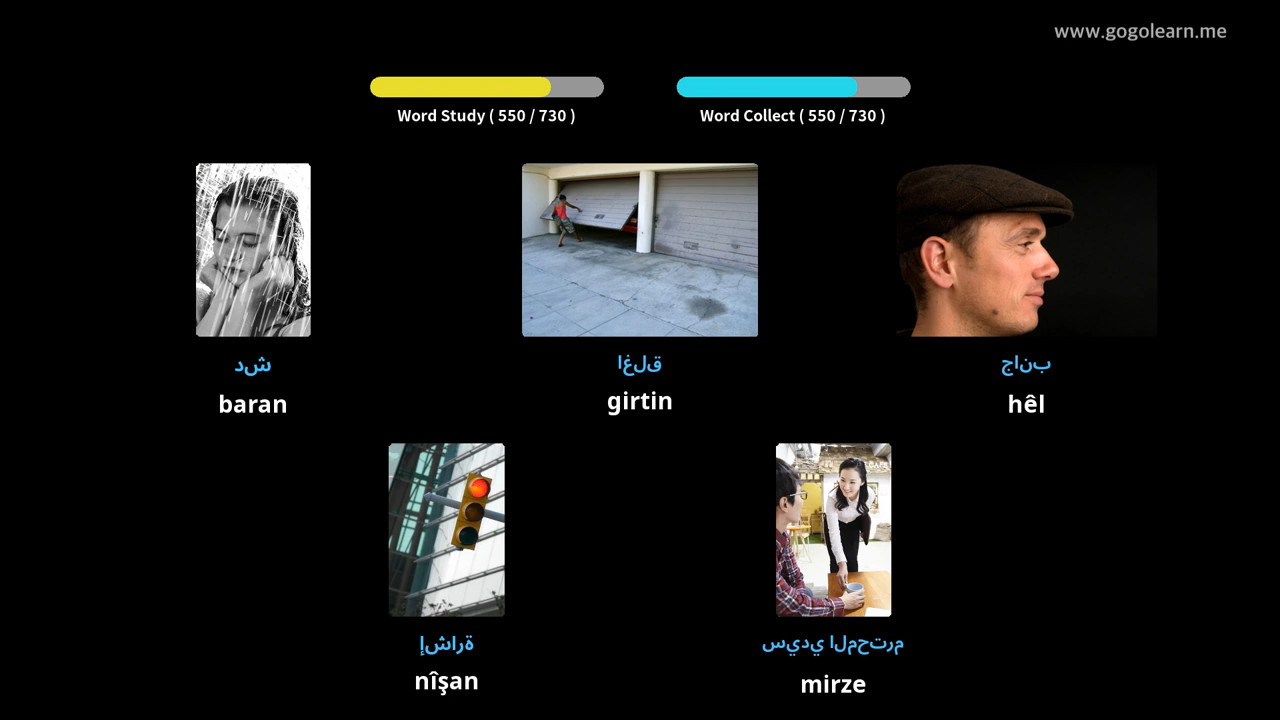 www.gogolearn.me
Word Study ( 550 / 730 )
Word Collect ( 550 / 730 )
دش
baran
اغلق
girtin
جانب
hêl
إشارة
nîşan
سيدي المحترم
mirze